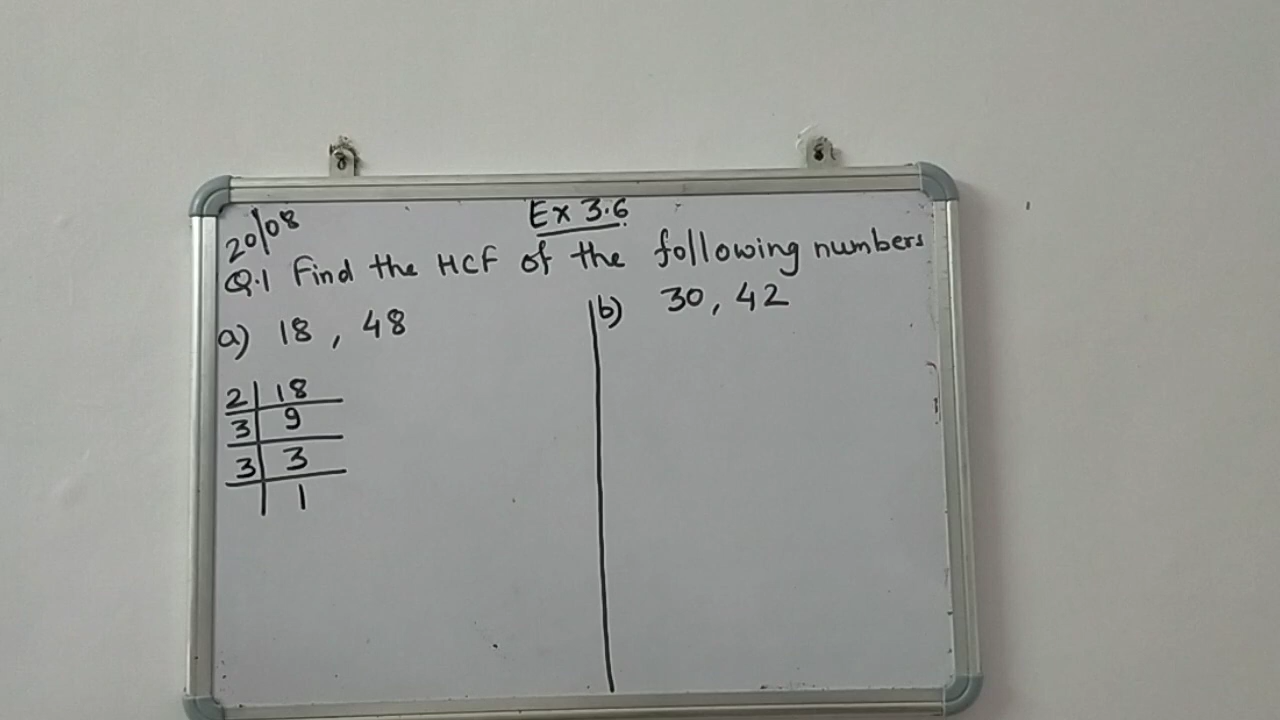 20/08
Ex 3.6
Q.1 Find the HCF of the following numbers
a) 18, 48
2 | 18
3 | 9
3 | 3
| 1
b) 30, 42